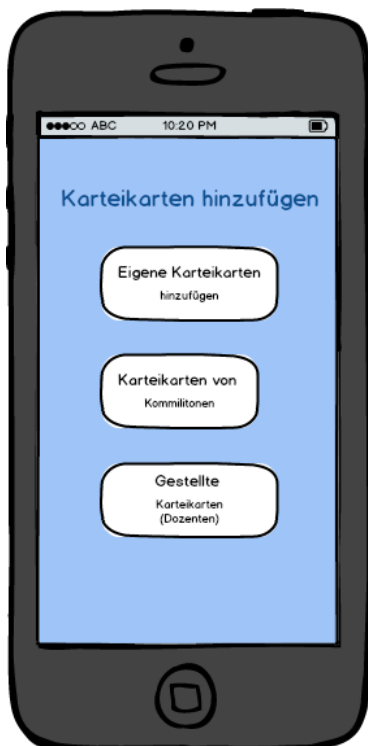 ABC 10:20 PM
Karteikarten hinzufügen
Eigene Karteikarten
hinzufügen
Karteikarten von
Kommilitonen
Gestellte
Karteikarten
(Dozenten)